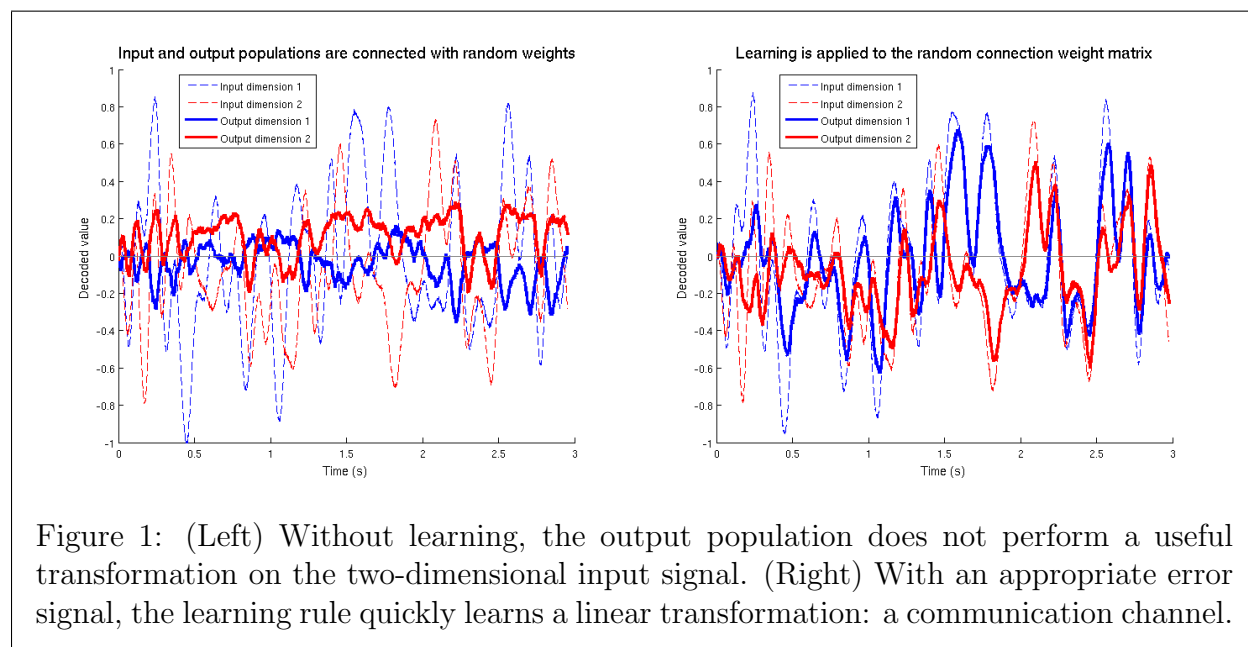 Input and output populations are connected with random weights
Input dimension 1
Input dimension 2
Output dimension 1
Output dimension 2
Decoded value
1
0.8
0.6
0.4
0.2
0
-0.2
-0.4
-0.6
-0.8
-1
0 0.5 1 1.5 2 2.5 3
Time (s)
Learning is applied to the random connection weight matrix
Input dimension 1
Input dimension 2
Output dimension 1
Output dimension 2
Decoded value
1
0.8
0.6
0.4
0.2
0
-0.2
-0.4
-0.6
-0.8
-1
0 0.5 1 1.5 2 2.5 3
Time (s)
Figure 1: (Left) Without learning, the output population does not perform a useful
transformation on the two-dimensional input signal. (Right) With an appropriate error
signal, the learning rule quickly learns a linear transformation: a communication channel.